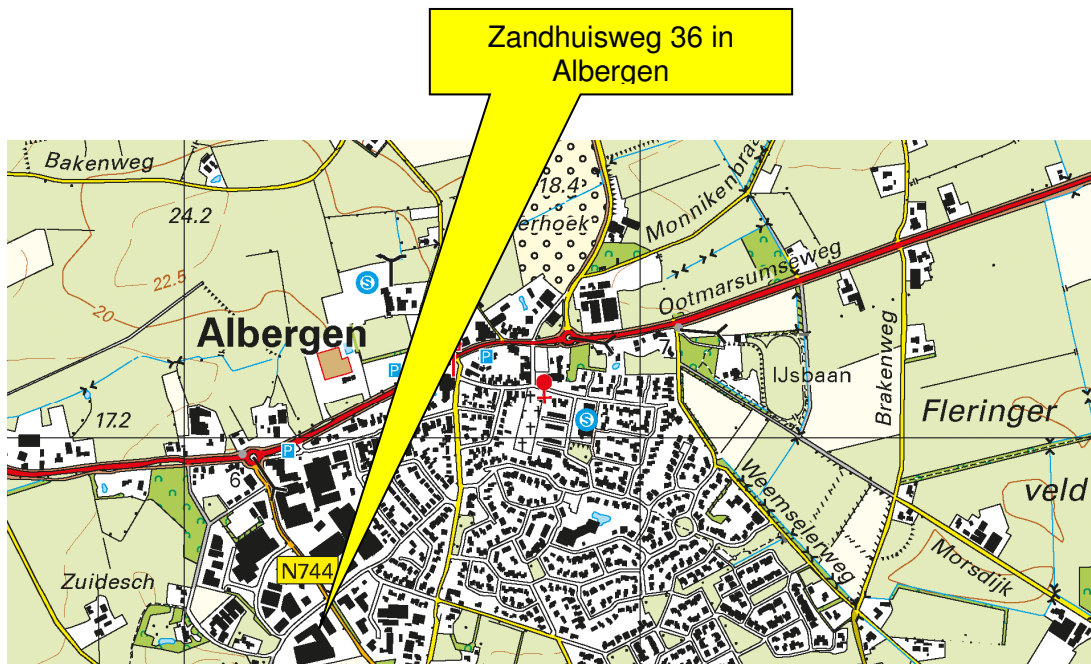 Zandhuisweg 36 in
Albergen
Bakenweg
24.2
22.5
20
18.4
erhoek
Monnikenbraa
Ootmarsumseweg
S
Albergen
P
P
7
IJsbaan
Brakenweg
17.2
S
Fleringer
P
6
veld
Weemselerweg
N744
Zuidesch
Morsdijk